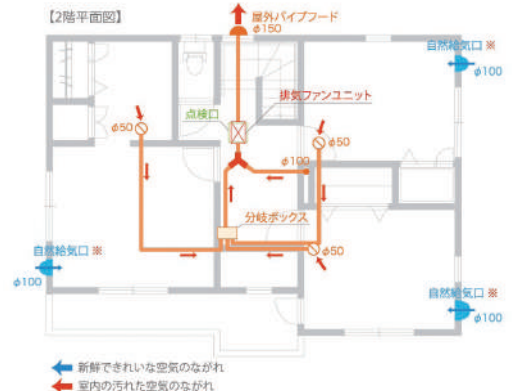 【2階平面図】
屋外パイプフード
φ150
自然給気口 ※
φ100
排気ファンユニット
点検口
φ50
φ50
φ100
分岐ボックス
φ50
自然給気口 ※
φ100
自然給気口 ※
φ100
新鮮できれいな空気のながれ
室内の汚れた空気のながれ